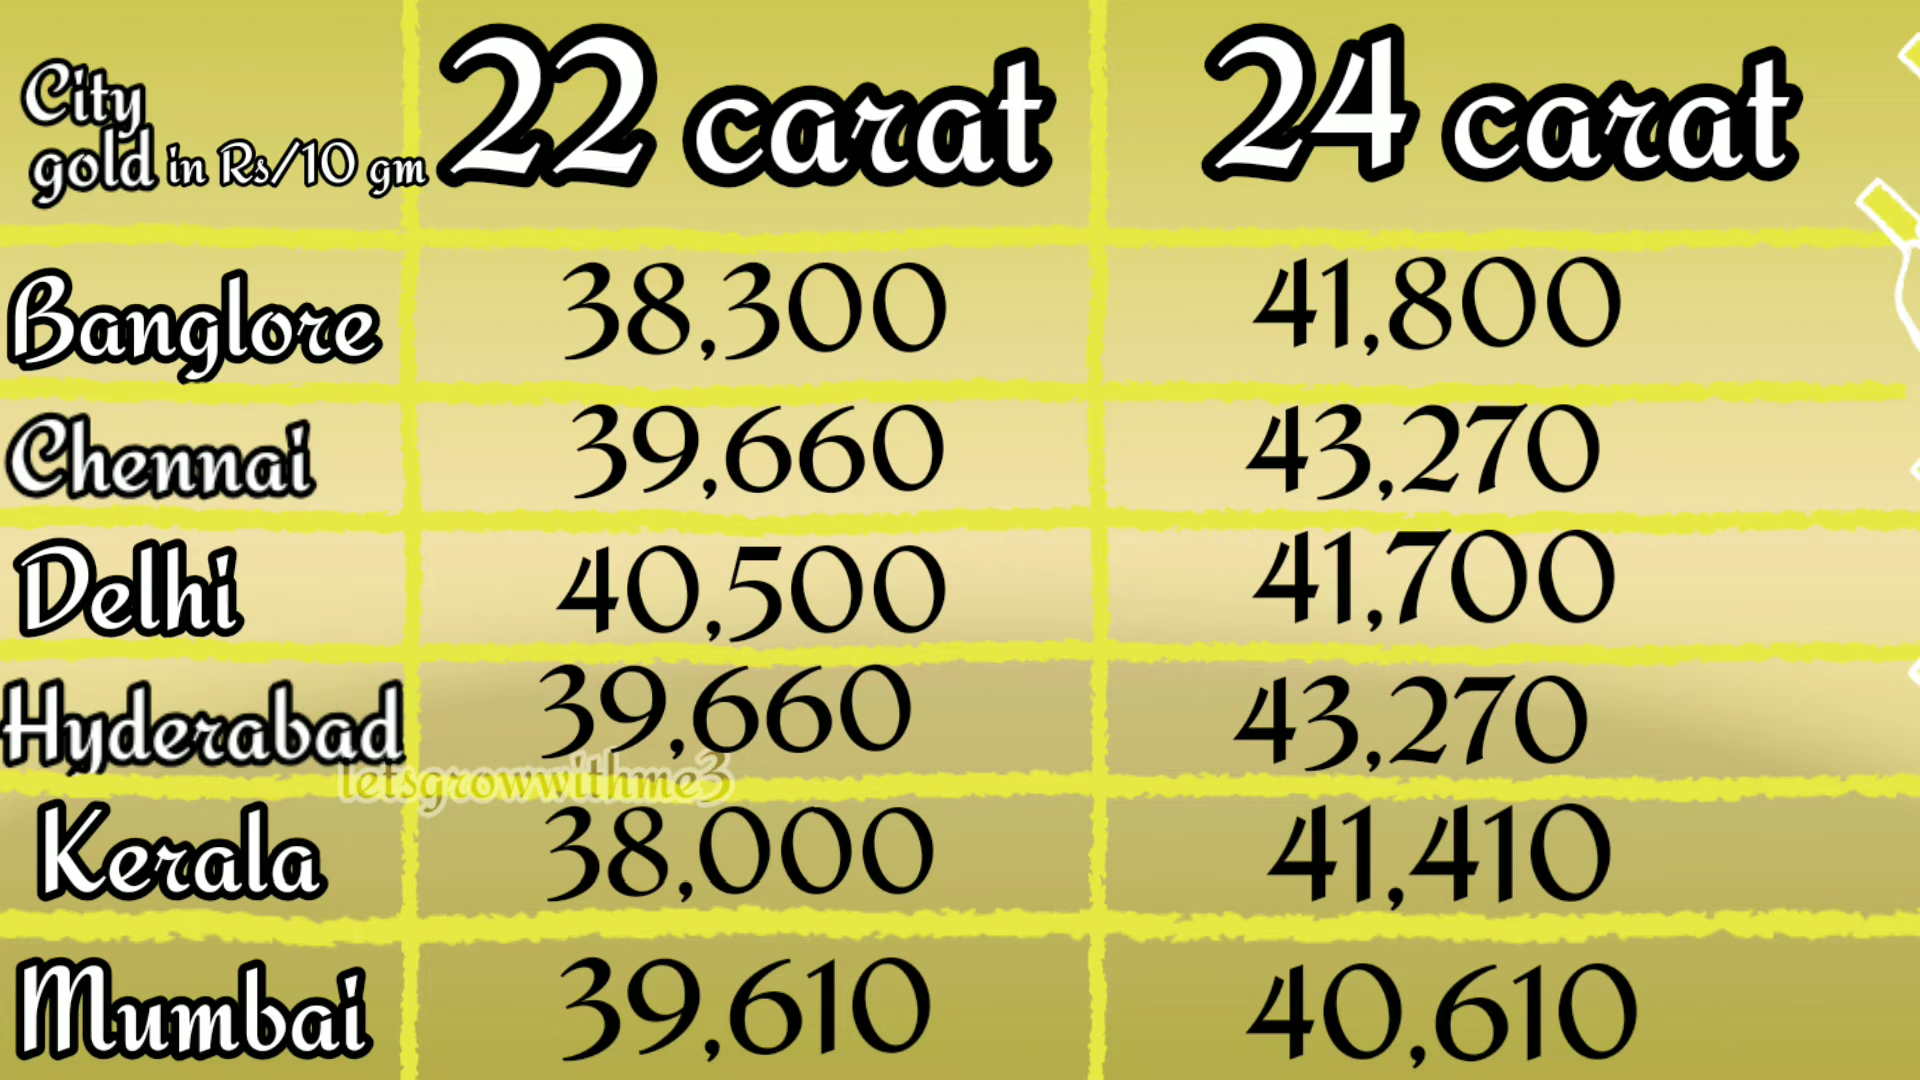 City
gold in Rs/10 gm 22 carat 24 carat
Banglore 38,300 41,800
Chennai 39,660 43,270
Delhi 40,500 41,700
Hyderabad 39,660 43,270
letsgrowwithme3
Kerala 38,000 41,410
Mumbai 39,610 40,610